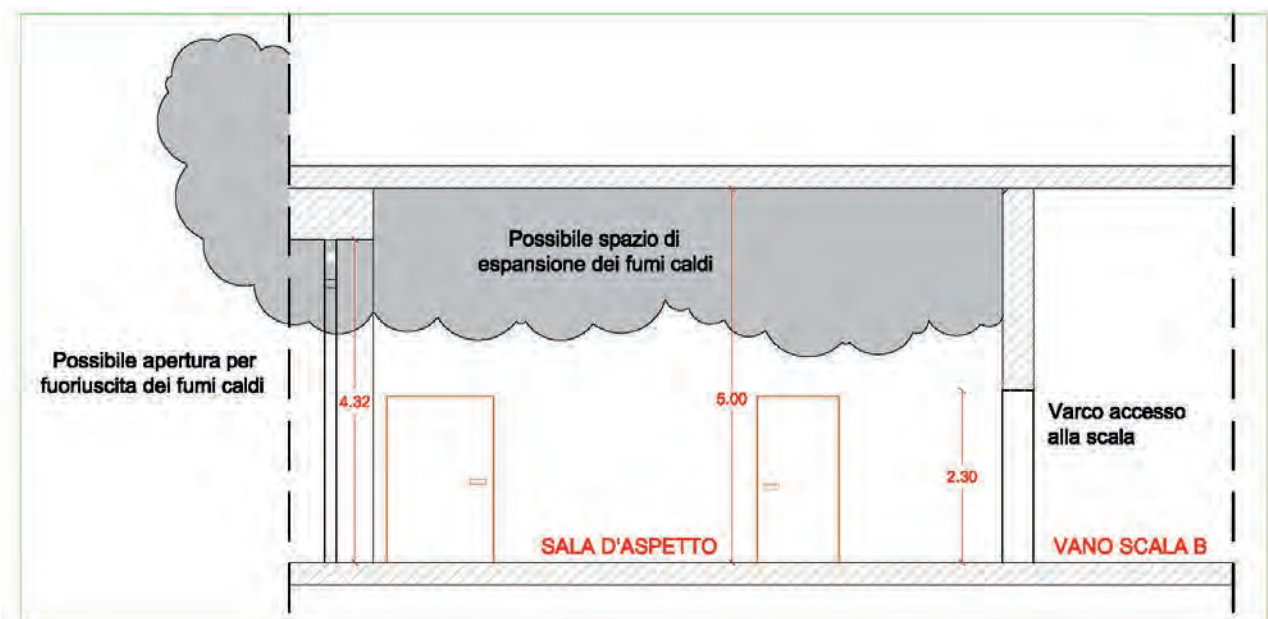 Possibile spazio di
espansione dei fumi caldi
Possibile apertura per
fuoriuscita dei fumi caldi
4.32
5.00
Varco accesso
alla scala
2.30
SALA D'ASPETTO
VANO SCALA B